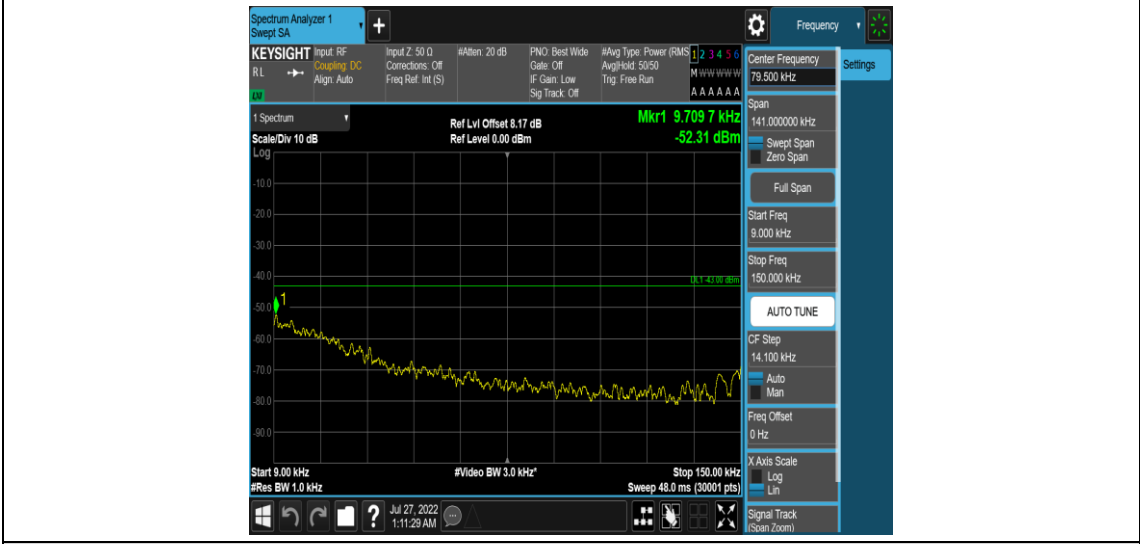 Spectrum Analyzer 1
Swept SA
+
Frequency
KEYSIGHT
R L
Input: RF
Coupling: DC
Align: Auto
Input Z: 50 Ω
Corrections: Off
Freq Ref: Int (S)
#Atten: 20 dB
PNO: Best Wide
Gate: Off
IF Gain: Low
Sig Track: Off
#Avg Type: Power (RMS
Avg|Hold: 50/50
Trig: Free Run
1 2 3 4 5 6
M W W W W W
A A A A A A
1 Spectrum
Scale/Div 10 dB
Log
Ref Lvl Offset 8.17 dB
Ref Level 0.00 dBm
Mkr1 9.709 7 kHz
-52.31 dBm
-10.0
-20.0
-30.0
-40.0
DL1 -43.00 dBm
1
-50.0
-60.0
-70.0
-80.0
-90.0
Start 9.00 kHz
#Res BW 1.0 kHz
#Video BW 3.0 kHz*
Stop 150.00 kHz
Sweep 48.0 ms (30001 pts)
?
Jul 27, 2022
1:11:29 AM
Center Frequency
79.500 kHz
Settings
Span
141.000000 kHz
Swept Span
Zero Span
Full Span
Start Freq
9.000 kHz
Stop Freq
150.000 kHz
AUTO TUNE
CF Step
14.100 kHz
Auto
Man
Freq Offset
0 Hz
X Axis Scale
Log
Lin
Signal Track
(Span Zoom)